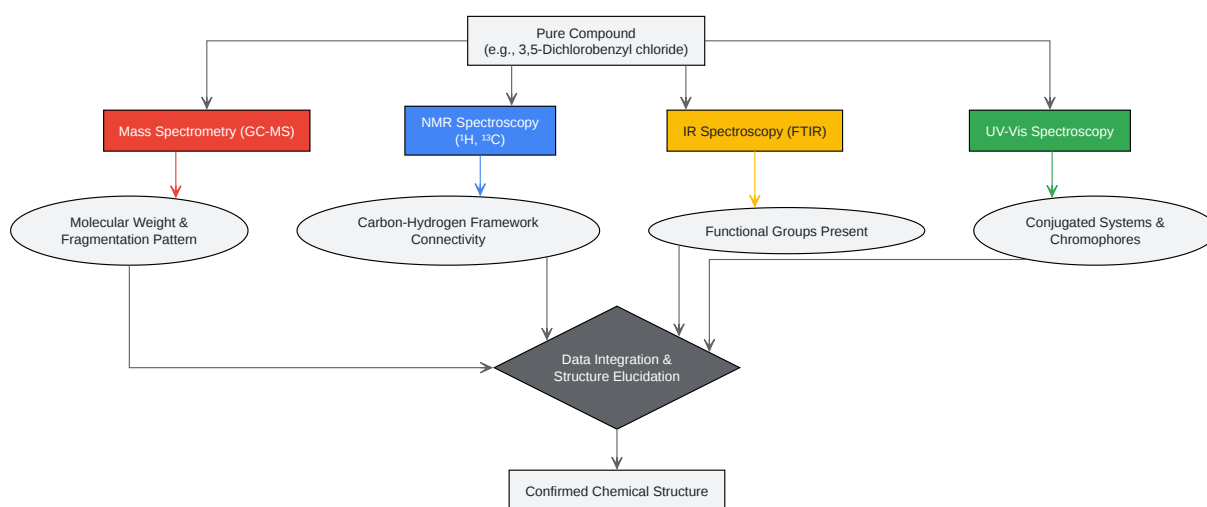 Pure Compound
(e.g., 3,5-Dichlorobenzyl chloride)
Mass Spectrometry (GC-MS)
NMR Spectroscopy
(¹H, ¹³C)
IR Spectroscopy (FTIR)
UV-Vis Spectroscopy
Molecular Weight &
Fragmentation Pattern
Carbon-Hydrogen Framework
Connectivity
Functional Groups Present
Conjugated Systems &
Chromophores
Data Integration &
Structure Elucidation
Confirmed Chemical Structure